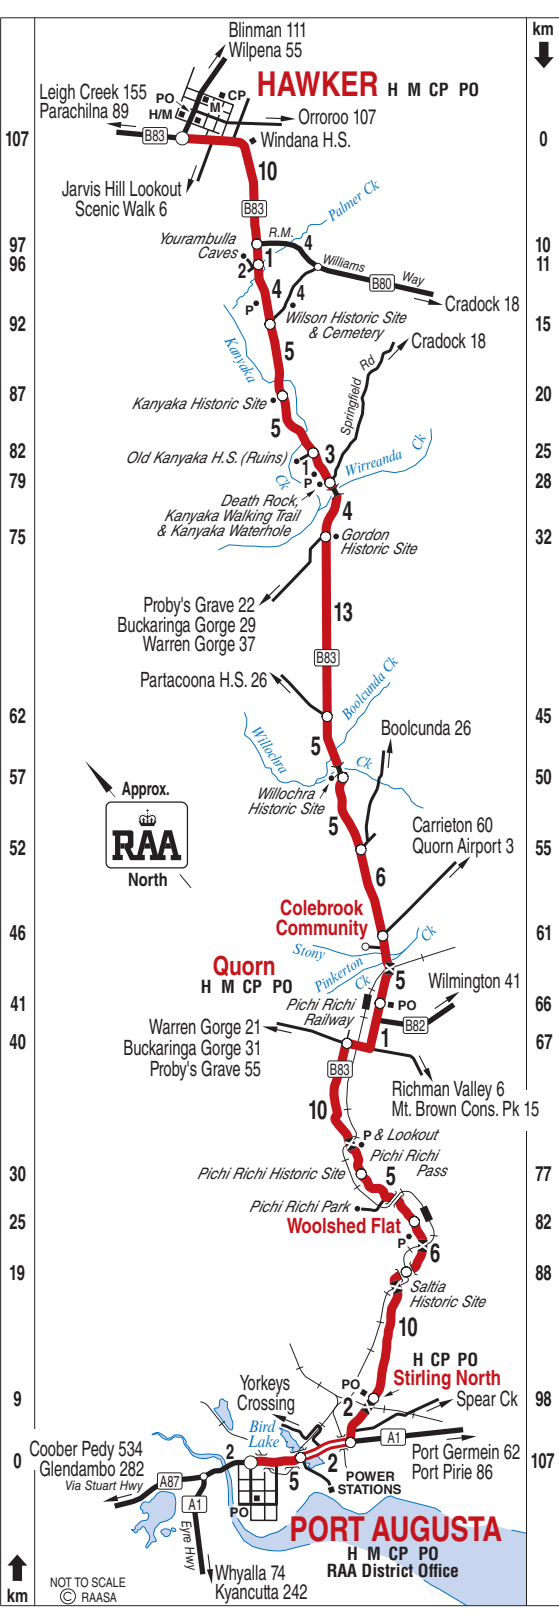 km
Blinman 111
Wilpena 55
HAWKER H M CP PO
Leigh Creek 155
Parachilna 89
PO
CP
M
H/M
Orroroo 107
B83
Windana H.S.
107
0
10
Jarvis Hill Lookout
Scenic Walk 6
B83
Palmer Ck
Yourambulla
Caves
R.M.
4
97
10
96
11
1
2
Williams
Way
B80
Cradock 18
4
4
P
Wilson Historic Site
& Cemetery
92
15
Kanyaka
Ck
5
Cradock 18
Springfield Rd
87
20
Kanyaka Historic Site
5
82
25
Old Kanyaka H.S. (Ruins)
3
1
P
Wirreanda Ck
79
28
Death Rock,
Kanyaka Walking Trail
& Kanyaka Waterhole
4
75
32
Gordon
Historic Site
Proby's Grave 22
Buckaringa Gorge 29
Warren Gorge 37
13
B83
Partacoona H.S. 26
Boolcunda Ck
62
45
5
Boolcunda 26
Willochra
Ck
57
50
Willochra
Historic Site
Approx.
RAA
North
5
Carrieton 60
Quorn Airport 3
52
55
6
Colebrook
Community
46
61
Stony
Ck
Pinkerton
Ck
Quorn
H M CP PO
5
Wilmington 41
Pichi Richi
Railway
PO
41
66
B82
1
Warren Gorge 21
Buckaringa Gorge 31
Proby's Grave 55
40
67
B83
Richman Valley 6
Mt. Brown Cons. Pk 15
10
P & Lookout
Pichi Richi
Pass
30
77
Pichi Richi Historic Site
5
Pichi Richi Park
25
82
Woolshed Flat
P
6
19
88
Saltia
Historic Site
10
H CP PO
Stirling North
PO
9
98
Yorkeys
Crossing
2
Spear Ck
Bird
Lake
A1
Port Germein 62
Port Pirie 86
Coober Pedy 534
Glendambo 282
Via Stuart Hwy
0
107
2
5
2
A87
A1
Eyre Hwy
POWER
STATIONS
PO
PORT AUGUSTA
H M CP PO
RAA District Office
Whyalla 74
Kyancutta 242
km
NOT TO SCALE
© RAASA